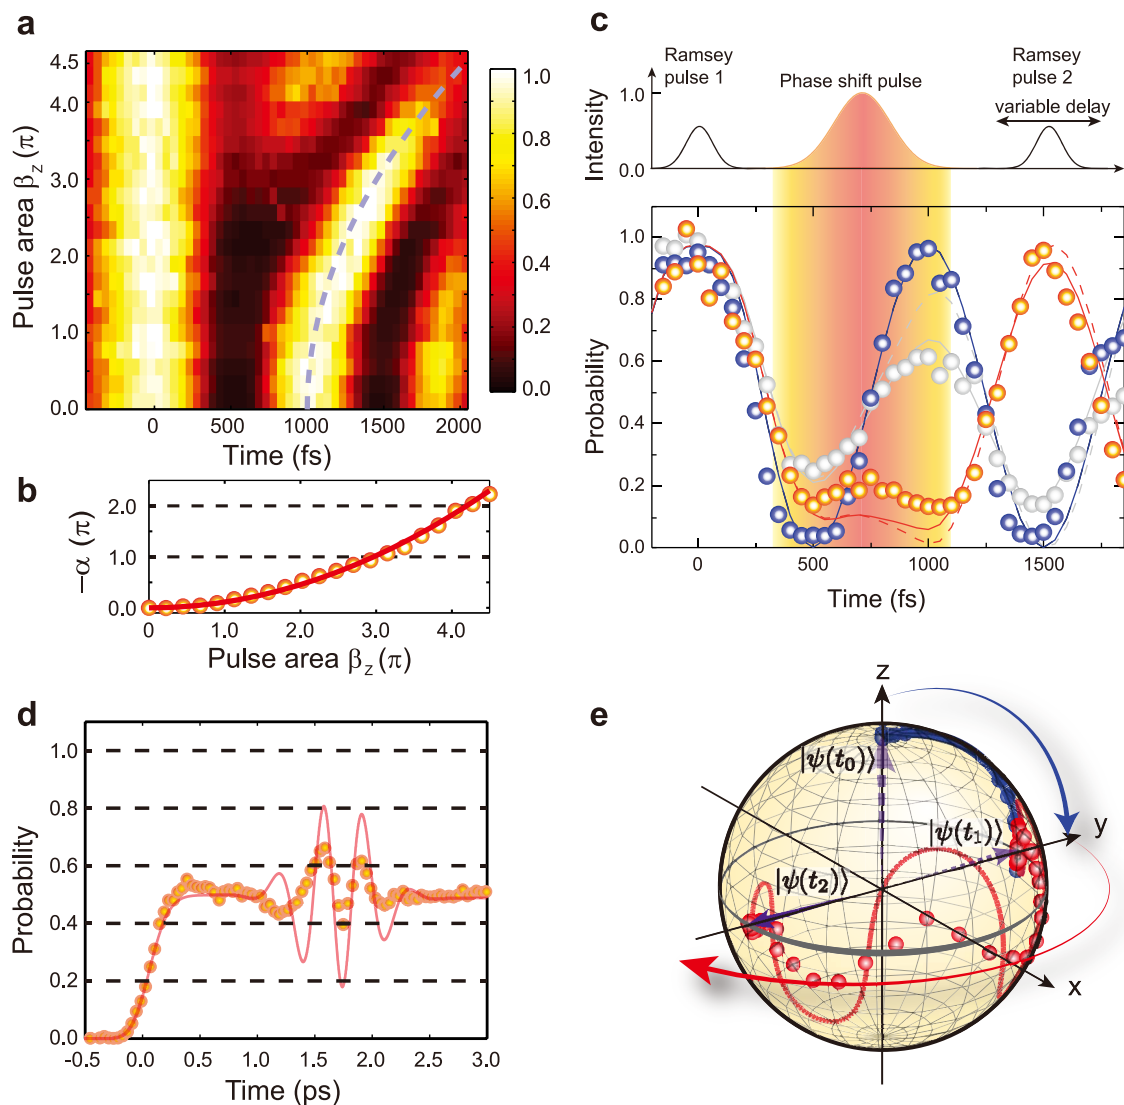 a
Pulse area β_z (π)
4.5
4.0
3.0
2.0
1.0
0.0
0
500
1000
1500
2000
Time (fs)
1.0
0.8
0.6
0.4
0.2
0.0
b
−α (π)
2.0
1.0
0.0
0
1.0
2.0
3.0
4.0
Pulse area β_z (π)
c
Ramsey
pulse 1
Phase shift pulse
Ramsey
pulse 2
variable delay
Intensity
1.0
0.0
Probability
1.0
0.8
0.6
0.4
0.2
0.0
500
1000
1500
Time (fs)
d
Probability
1.0
0.8
0.6
0.4
0.2
0.0
-0.5
0.0
0.5
1.0
1.5
2.0
3.0
Time (ps)
e
z
|ψ(t₀)⟩
|ψ(t₁)⟩
y
|ψ(t₂)⟩
x